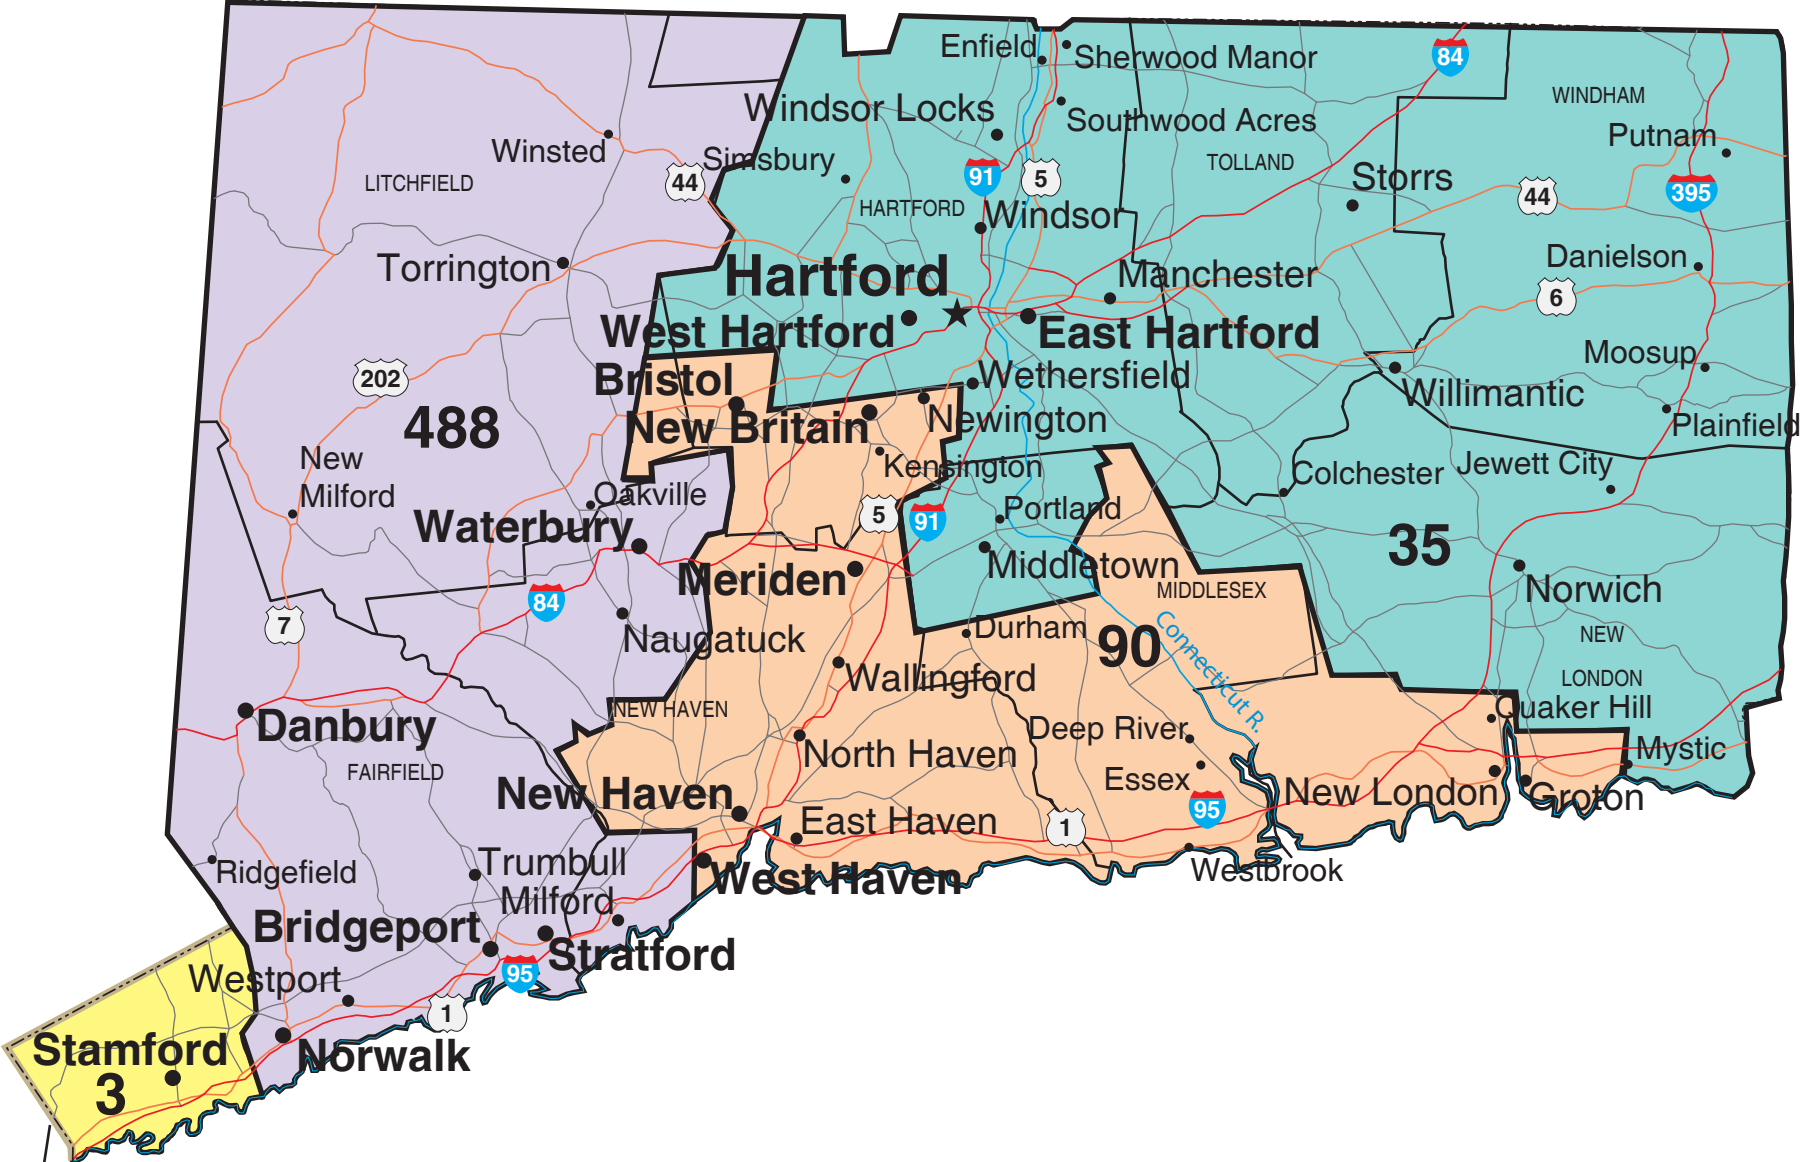 Enfield
Sherwood Manor
84
WINDHAM
Windsor Locks
Southwood Acres
Putnam
Winsted
Simsbury
TOLLAND
LITCHFIELD
44
91
5
Storrs
44
395
HARTFORD
Windsor
Torrington
Hartford
Manchester
Danielson
6
West Hartford
East Hartford
Moosup
202
Bristol
Wethersfield
Willimantic
488
New Britain
Newington
Plainfield
New
Milford
Kensington
Colchester
Jewett City
Oakville
Waterbury
5
91
Portland
35
Meriden
Middletown
MIDDLESEX
Norwich
84
7
Naugatuck
Durham
90
Connecticut R.
NEW
LONDON
Wallingford
NEW HAVEN
Quaker Hill
Danbury
North Haven
Deep River
Mystic
FAIRFIELD
Essex
New Haven
95
New London
Groton
East Haven
1
Ridgefield
Trumbull
West Haven
Westbrook
Milford
Bridgeport
Stratford
Westport
95
1
Stamford
Norwalk
3